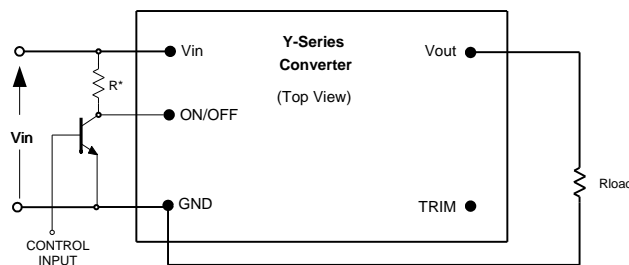 Y-Series
Converter
(Top View)
Vin
Vout
R*
ON/OFF
Vin
GND
TRIM
Rload
CONTROL
INPUT